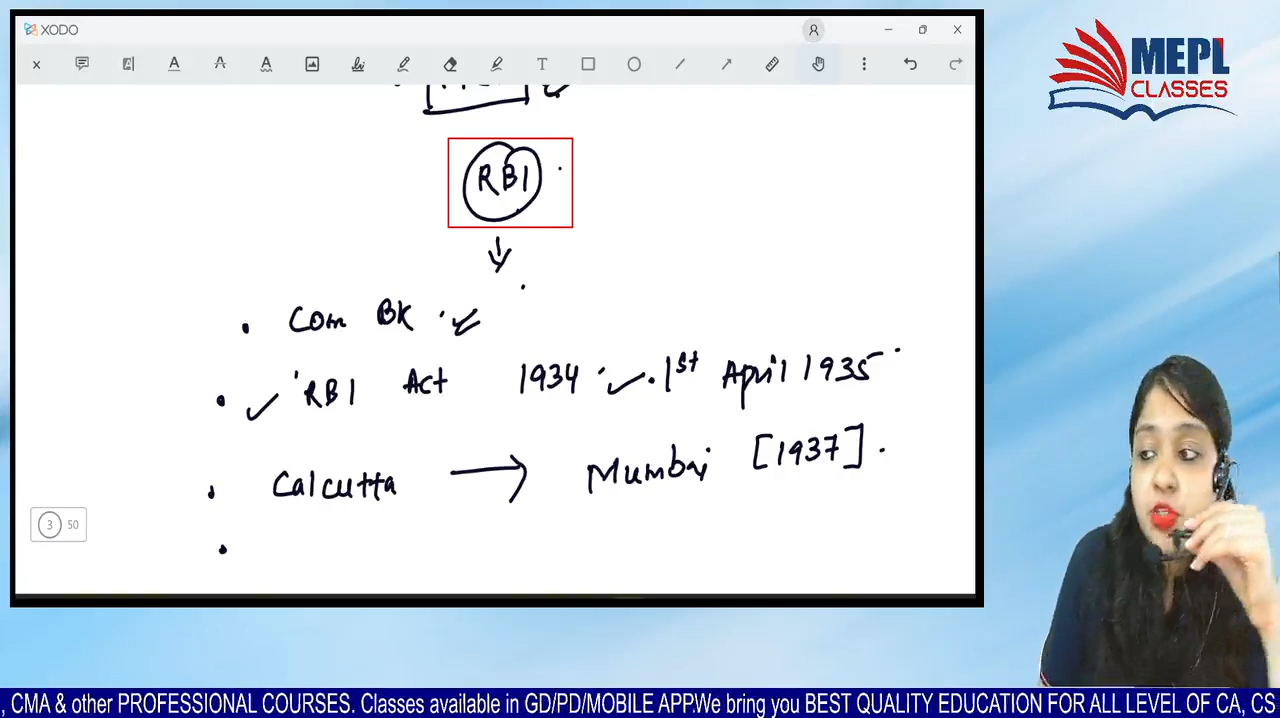 XODO
MEPL
CLASSES
RBI
Com BK
RBI Act 1934 1st April 1935
Calcutta → Mumbai [1937].
3 50
, CMA & other PROFESSIONAL COURSES. Classes available in GD/PD/MOBILE APP.We bring you BEST QUALITY EDUCATION FOR ALL LEVEL OF CA, CS